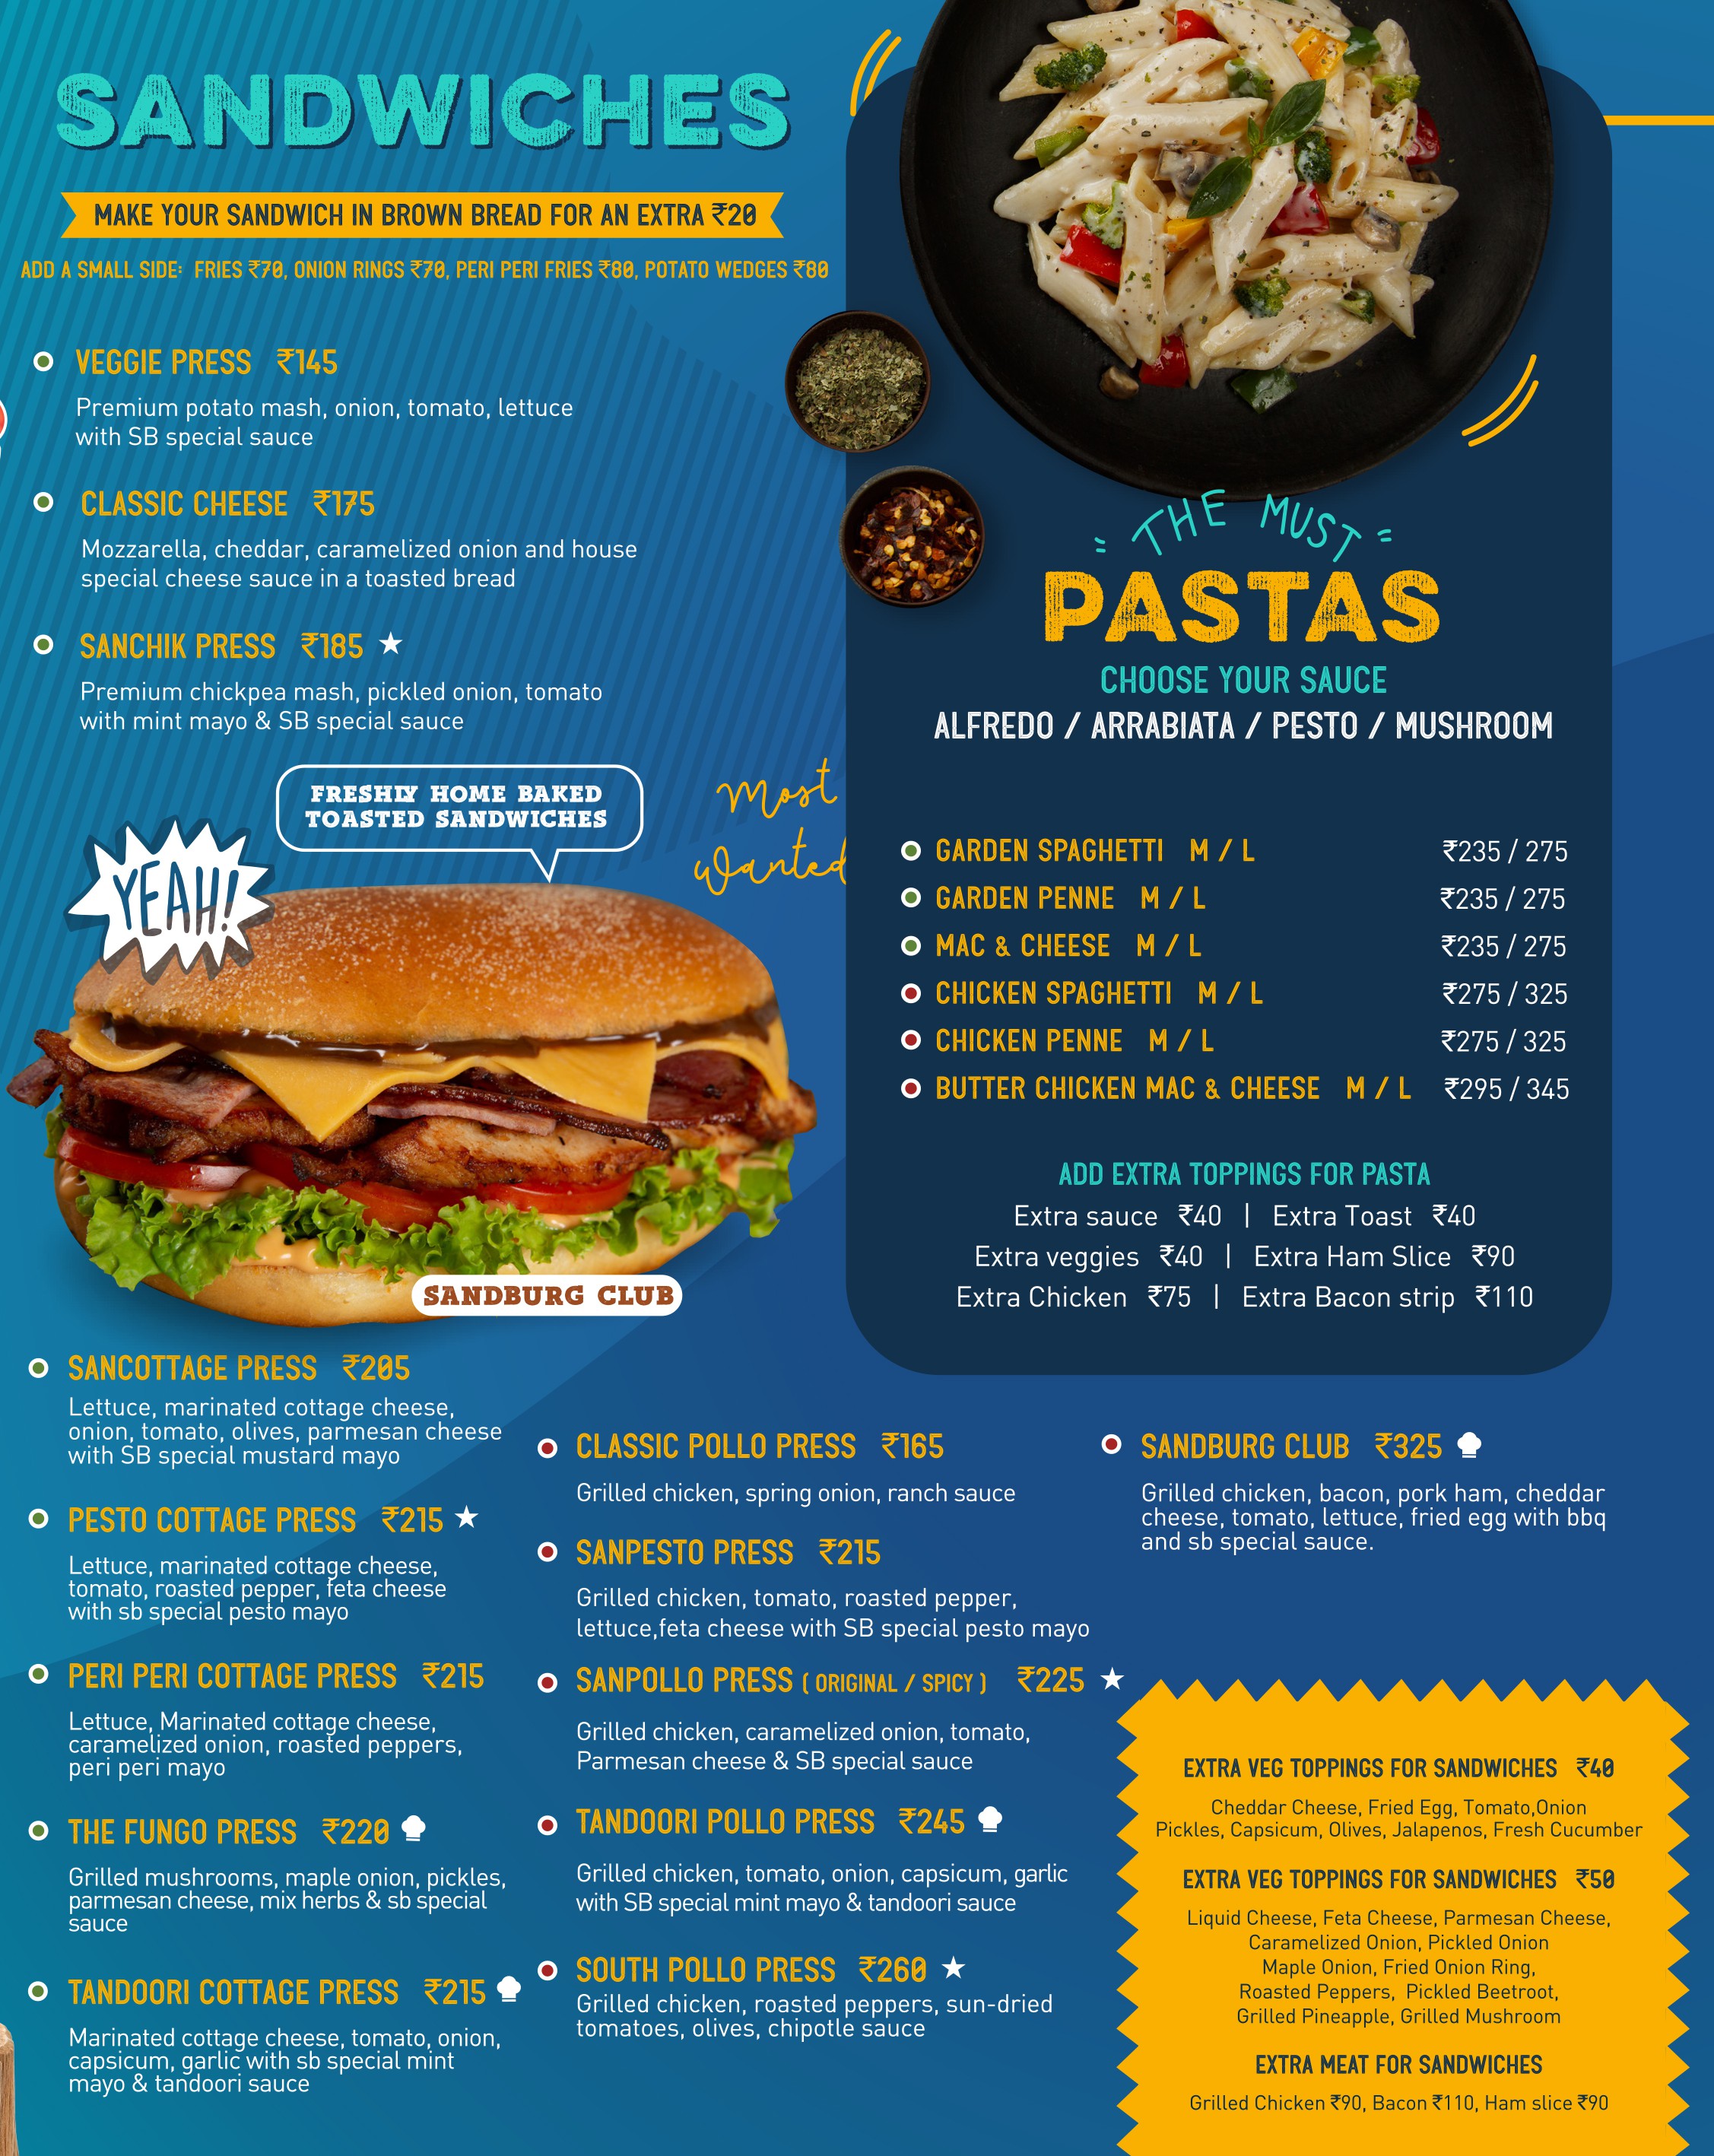 SANDWICHES
MAKE YOUR SANDWICH IN BROWN BREAD FOR AN EXTRA ₹20
ADD A SMALL SIDE: FRIES ₹70, ONION RINGS ₹70, PERI PERI FRIES ₹80, POTATO WEDGES ₹80
VEGGIE PRESS ₹145
Premium potato mash, onion, tomato, lettuce
with SB special sauce
CLASSIC CHEESE ₹175
Mozzarella, cheddar, caramelized onion and house
special cheese sauce in a toasted bread
SANCHIK PRESS ₹185
Premium chickpea mash, pickled onion, tomato
with mint mayo & SB special sauce
FRESHLY HOME BAKED
TOASTED SANDWICHES
Most
Wanted
YEAH!
SANDBURG CLUB
THE MUST
PASTAS
CHOOSE YOUR SAUCE
ALFREDO / ARRABIATA / PESTO / MUSHROOM
GARDEN SPAGHETTI M / L ₹235 / 275
GARDEN PENNE M / L ₹235 / 275
MAC & CHEESE M / L ₹235 / 275
CHICKEN SPAGHETTI M / L ₹275 / 325
CHICKEN PENNE M / L ₹275 / 325
BUTTER CHICKEN MAC & CHEESE M / L ₹295 / 345
ADD EXTRA TOPPINGS FOR PASTA
Extra sauce ₹40 | Extra Toast ₹40
Extra veggies ₹40 | Extra Ham Slice ₹90
Extra Chicken ₹75 | Extra Bacon strip ₹110
SANCOTTAGE PRESS ₹205
Lettuce, marinated cottage cheese,
onion, tomato, olives, parmesan cheese
with SB special mustard mayo
PESTO COTTAGE PRESS ₹215
Lettuce, marinated cottage cheese,
tomato, roasted pepper, feta cheese
with sb special pesto mayo
PERI PERI COTTAGE PRESS ₹215
Lettuce, Marinated cottage cheese,
caramelized onion, roasted peppers,
peri peri mayo
THE FUNGO PRESS ₹220
Grilled mushrooms, maple onion, pickles,
parmesan cheese, mix herbs & sb special
sauce
TANDOORI COTTAGE PRESS ₹215
Marinated cottage cheese, tomato, onion,
capsicum, garlic with sb special mint
mayo & tandoori sauce
CLASSIC POLLO PRESS ₹165
Grilled chicken, spring onion, ranch sauce
SANPESTO PRESS ₹215
Grilled chicken, tomato, roasted pepper,
lettuce,feta cheese with SB special pesto mayo
SANPOLLO PRESS ( ORIGINAL / SPICY ) ₹225
Grilled chicken, caramelized onion, tomato,
Parmesan cheese & SB special sauce
TANDOORI POLLO PRESS ₹245
Grilled chicken, tomato, onion, capsicum, garlic
with SB special mint mayo & tandoori sauce
SOUTH POLLO PRESS ₹260
Grilled chicken, roasted peppers, sun-dried
tomatoes, olives, chipotle sauce
SANDBURG CLUB ₹325
Grilled chicken, bacon, pork ham, cheddar
cheese, tomato, lettuce, fried egg with bbq
and sb special sauce.
EXTRA VEG TOPPINGS FOR SANDWICHES ₹40
Cheddar Cheese, Fried Egg, Tomato,Onion
Pickles, Capsicum, Olives, Jalapenos, Fresh Cucumber
EXTRA VEG TOPPINGS FOR SANDWICHES ₹50
Liquid Cheese, Feta Cheese, Parmesan Cheese,
Caramelized Onion, Pickled Onion
Maple Onion, Fried Onion Ring,
Roasted Peppers, Pickled Beetroot,
Grilled Pineapple, Grilled Mushroom
EXTRA MEAT FOR SANDWICHES
Grilled Chicken ₹90, Bacon ₹110, Ham slice ₹90